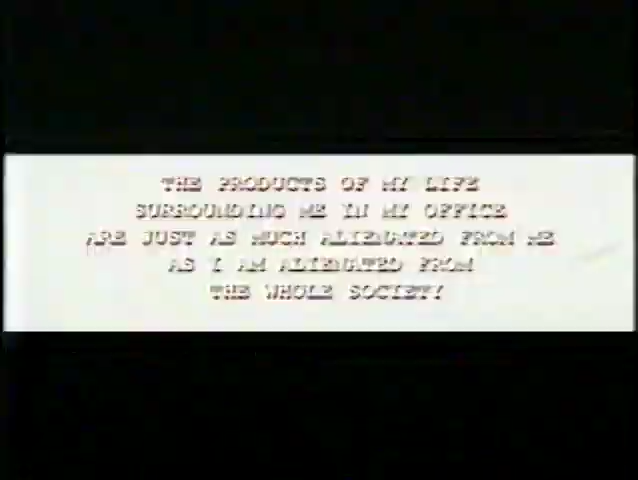 THE PRODUCTS OF MY LIFE
SURROUNDING ME IN MY OFFICE
ARE JUST AS MUCH ALIENATED FROM ME
AS I AM ALIENATED FROM
THE WHOLE SOCIETY